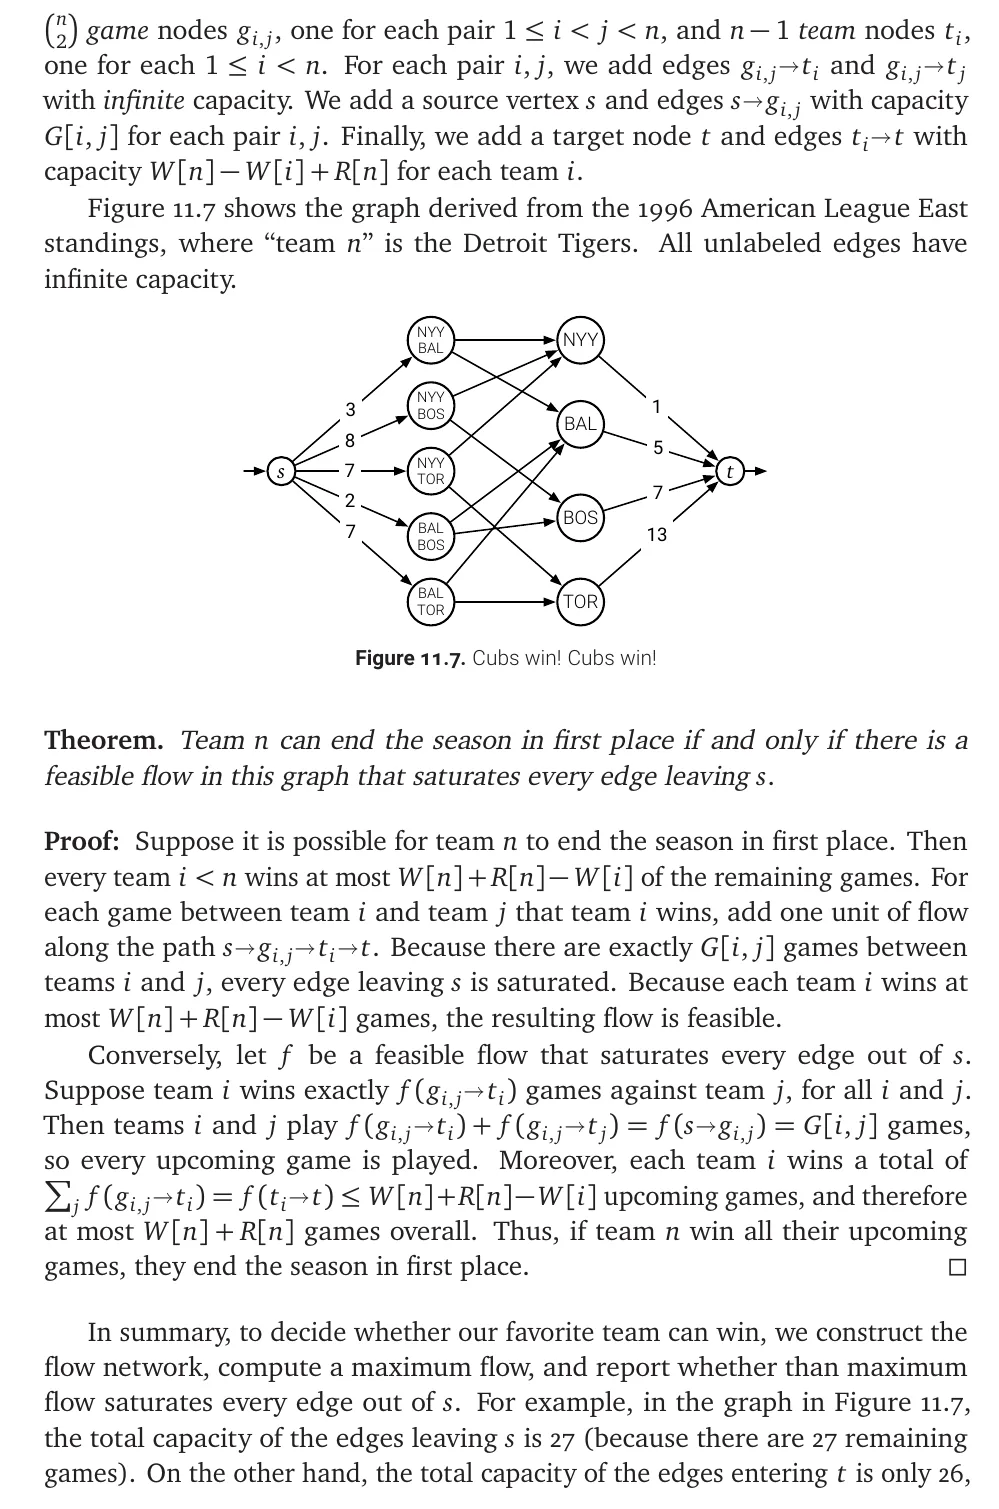 (n 2) game nodes g_{i,j}, one for each pair 1 ≤ i < j < n, and n − 1 team nodes t_i,
one for each 1 ≤ i < n. For each pair i, j, we add edges g_{i,j}→t_i and g_{i,j}→t_j
with infinite capacity. We add a source vertex s and edges s→g_{i,j} with capacity
G[i, j] for each pair i, j. Finally, we add a target node t and edges t_i→t with
capacity W[n] − W[i] + R[n] for each team i.
Figure 11.7 shows the graph derived from the 1996 American League East
standings, where “team n” is the Detroit Tigers. All unlabeled edges have
infinite capacity.
NYY
BAL
NYY
BOS
NYY
TOR
BAL
BOS
BAL
TOR
NYY
BAL
BOS
TOR
s
3
8
7
2
7
1
5
7
13
t
Figure 11.7. Cubs win! Cubs win!
Theorem. Team n can end the season in first place if and only if there is a
feasible flow in this graph that saturates every edge leaving s.
Proof: Suppose it is possible for team n to end the season in first place. Then
every team i < n wins at most W[n] + R[n] − W[i] of the remaining games. For
each game between team i and team j that team i wins, add one unit of flow
along the path s→g_{i,j}→t_i→t. Because there are exactly G[i, j] games between
teams i and j, every edge leaving s is saturated. Because each team i wins at
most W[n] + R[n] − W[i] games, the resulting flow is feasible.
Conversely, let f be a feasible flow that saturates every edge out of s.
Suppose team i wins exactly f(g_{i,j}→t_i) games against team j, for all i and j.
Then teams i and j play f(g_{i,j}→t_i) + f(g_{i,j}→t_j) = f(s→g_{i,j}) = G[i, j] games,
so every upcoming game is played. Moreover, each team i wins a total of
∑_j f(g_{i,j}→t_i) = f(t_i→t) ≤ W[n]+R[n]−W[i] upcoming games, and therefore
at most W[n] + R[n] games overall. Thus, if team n win all their upcoming
games, they end the season in first place. □
In summary, to decide whether our favorite team can win, we construct the
flow network, compute a maximum flow, and report whether than maximum
flow saturates every edge out of s. For example, in the graph in Figure 11.7,
the total capacity of the edges leaving s is 27 (because there are 27 remaining
games). On the other hand, the total capacity of the edges entering t is only 26,